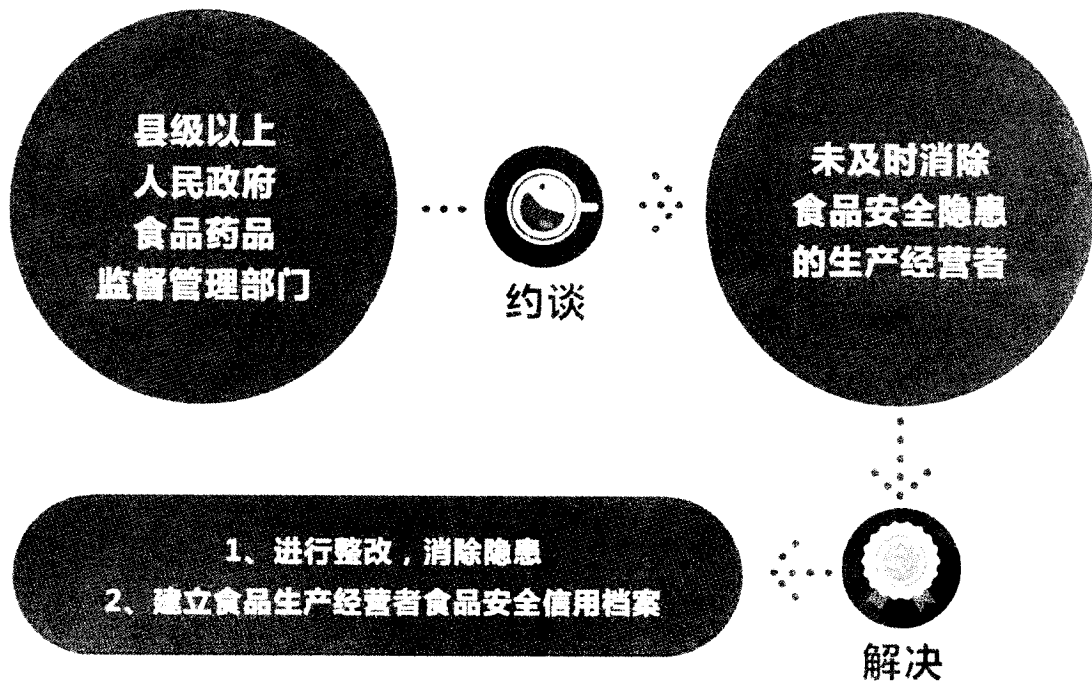 县级以上
人民政府
食品药品
监督管理部门
约谈
未及时消除
食品安全隐患
的生产经营者
解决
1、进行整改，消除隐患
2、建立食品生产经营者食品安全信用档案